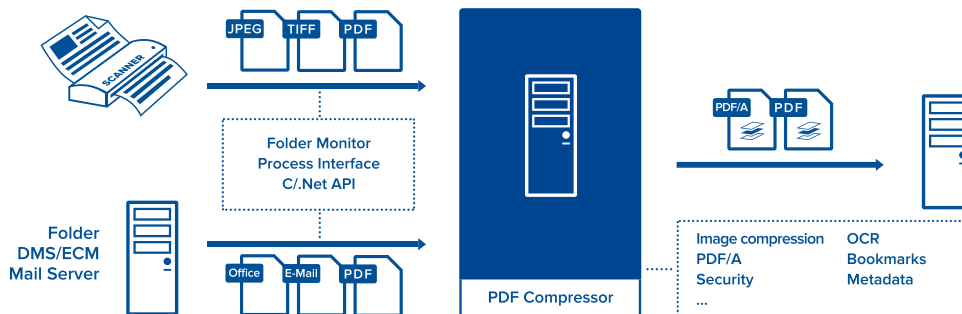 JPEG
TIFF
PDF
SCANNER
Folder Monitor
Process Interface
C/.Net API
Folder
DMS/ECM
Mail Server
Office
E-Mail
PDF
PDF Compressor
PDF/A
PDF
Image compression
PDF/A
Security
...
OCR
Bookmarks
Metadata